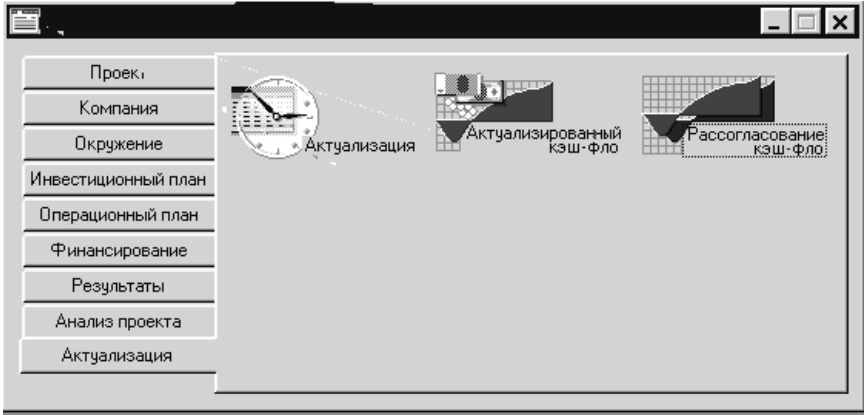 Проект
Компания
Окружение
Инвестиционный план
Операционный план
Финансирование
Результаты
Анализ проекта
Актуализация
Актуализация
Актуализированный
кэш-фло
Рассогласование
кэш-фло